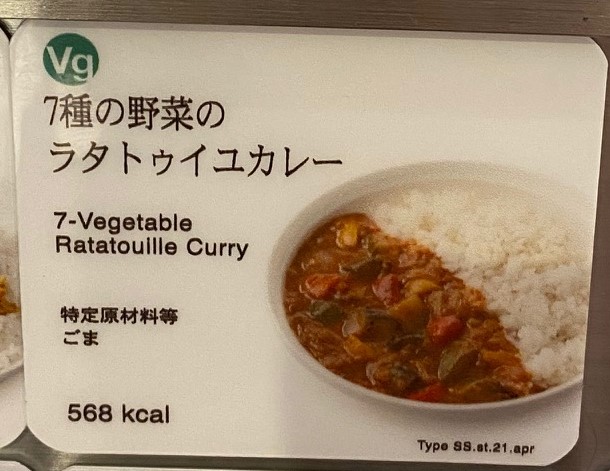 Vg
7種の野菜の
ラタトゥイユカレー
7-Vegetable
Ratatouille Curry
特定原材料等
ごま
568 kcal
Type SS.at.21.apr